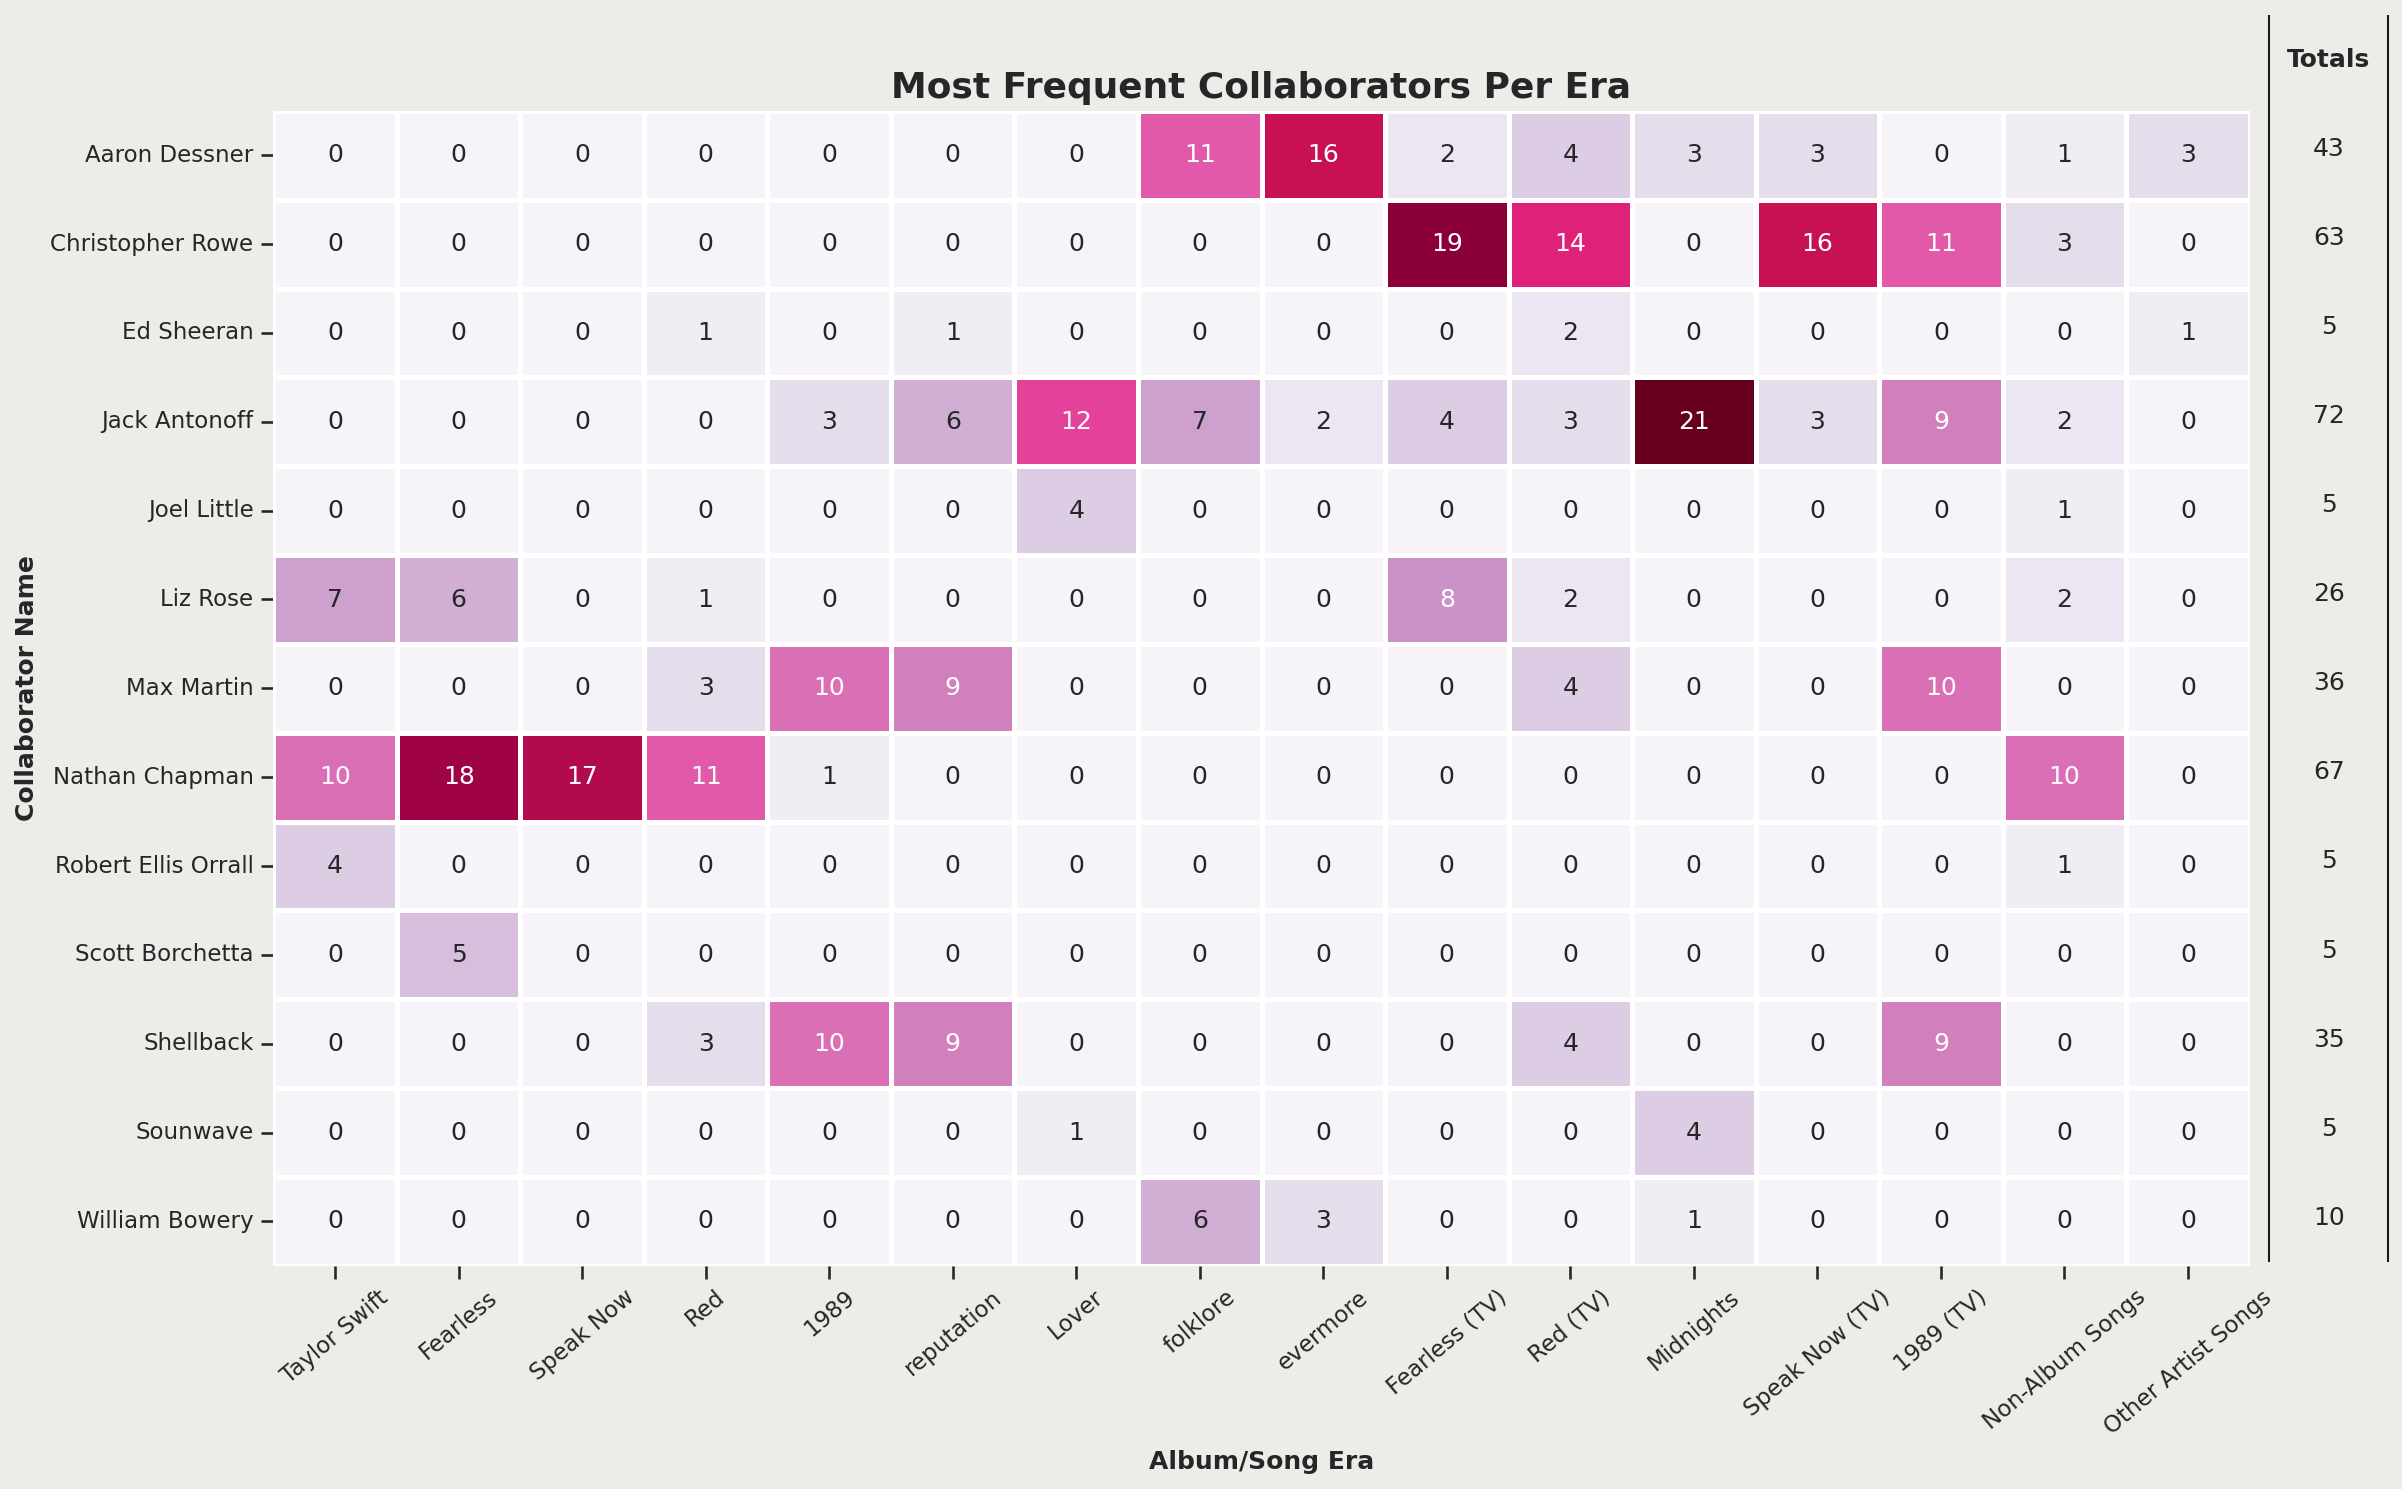 Totals
Most Frequent Collaborators Per Era
Aaron Dessner 0 0 0 0 0 0 0 11 16 2 4 3 3 0 1 3 43
Christopher Rowe 0 0 0 0 0 0 0 0 0 19 14 0 16 11 3 0 63
Ed Sheeran 0 0 0 1 0 1 0 0 0 0 2 0 0 0 0 1 5
Jack Antonoff 0 0 0 0 3 6 12 7 2 4 3 21 3 9 2 0 72
Joel Little 0 0 0 0 0 0 4 0 0 0 0 0 0 0 1 0 5
Liz Rose 7 6 0 1 0 0 0 0 0 8 2 0 0 0 2 0 26
Max Martin 0 0 0 3 10 9 0 0 0 0 4 0 0 10 0 0 36
Nathan Chapman 10 18 17 11 1 0 0 0 0 0 0 0 0 0 10 0 67
Robert Ellis Orrall 4 0 0 0 0 0 0 0 0 0 0 0 0 0 1 0 5
Scott Borchetta 0 5 0 0 0 0 0 0 0 0 0 0 0 0 0 0 5
Shellback 0 0 0 3 10 9 0 0 0 0 4 0 0 9 0 0 35
Sounwave 0 0 0 0 0 0 1 0 0 0 0 4 0 0 0 0 5
William Bowery 0 0 0 0 0 0 0 6 3 0 0 1 0 0 0 0 10
Collaborator Name
Taylor Swift
Fearless
Speak Now
Red
1989
reputation
Lover
folklore
evermore
Fearless (TV)
Red (TV)
Midnights
Speak Now (TV)
1989 (TV)
Non-Album Songs
Other Artist Songs
Album/Song Era